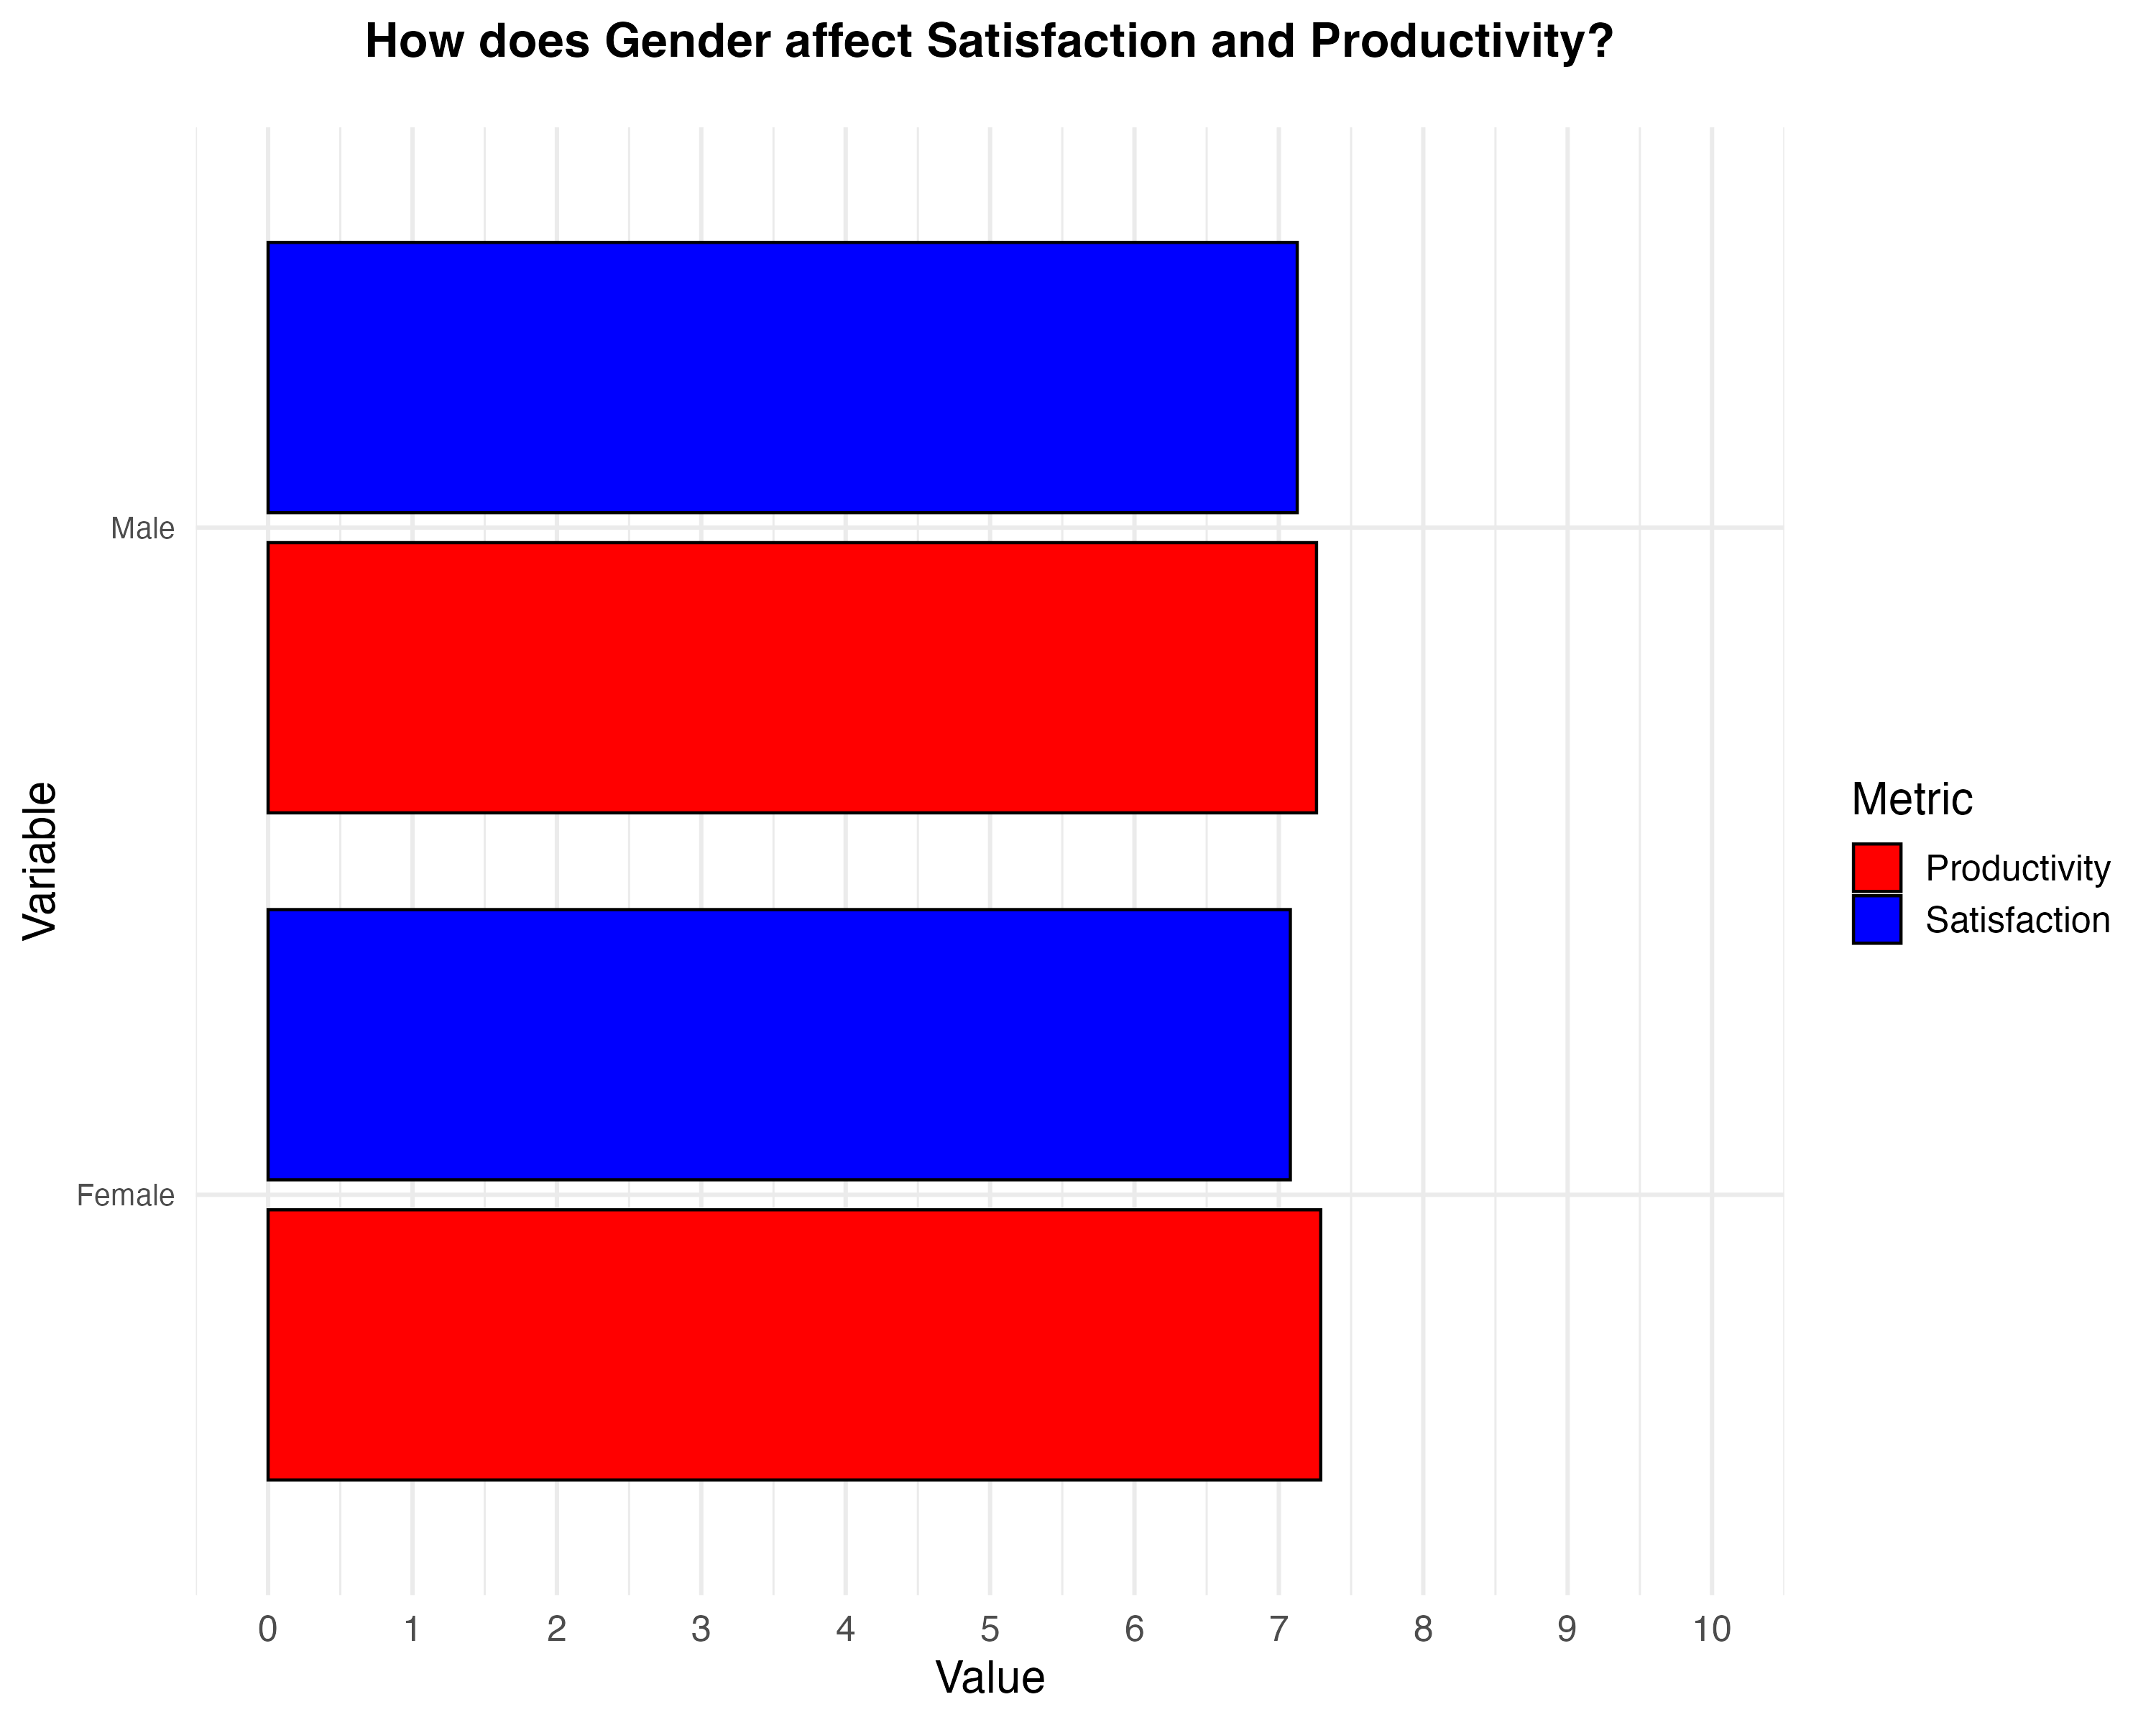 How does Gender affect Satisfaction and Productivity?
Male
Female
Variable
0 1 2 3 4 5 6 7 8 9 10
Value
Metric
Productivity
Satisfaction